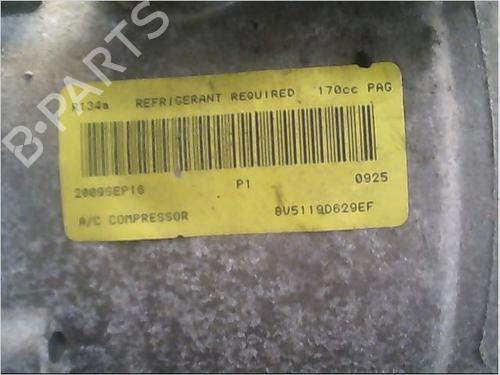 B-PARTS
R134a REFRIGERANT REQUIRED 170cc PAG
2009SEP16 P1 0925
A/C COMPRESSOR 8V5119D629EF